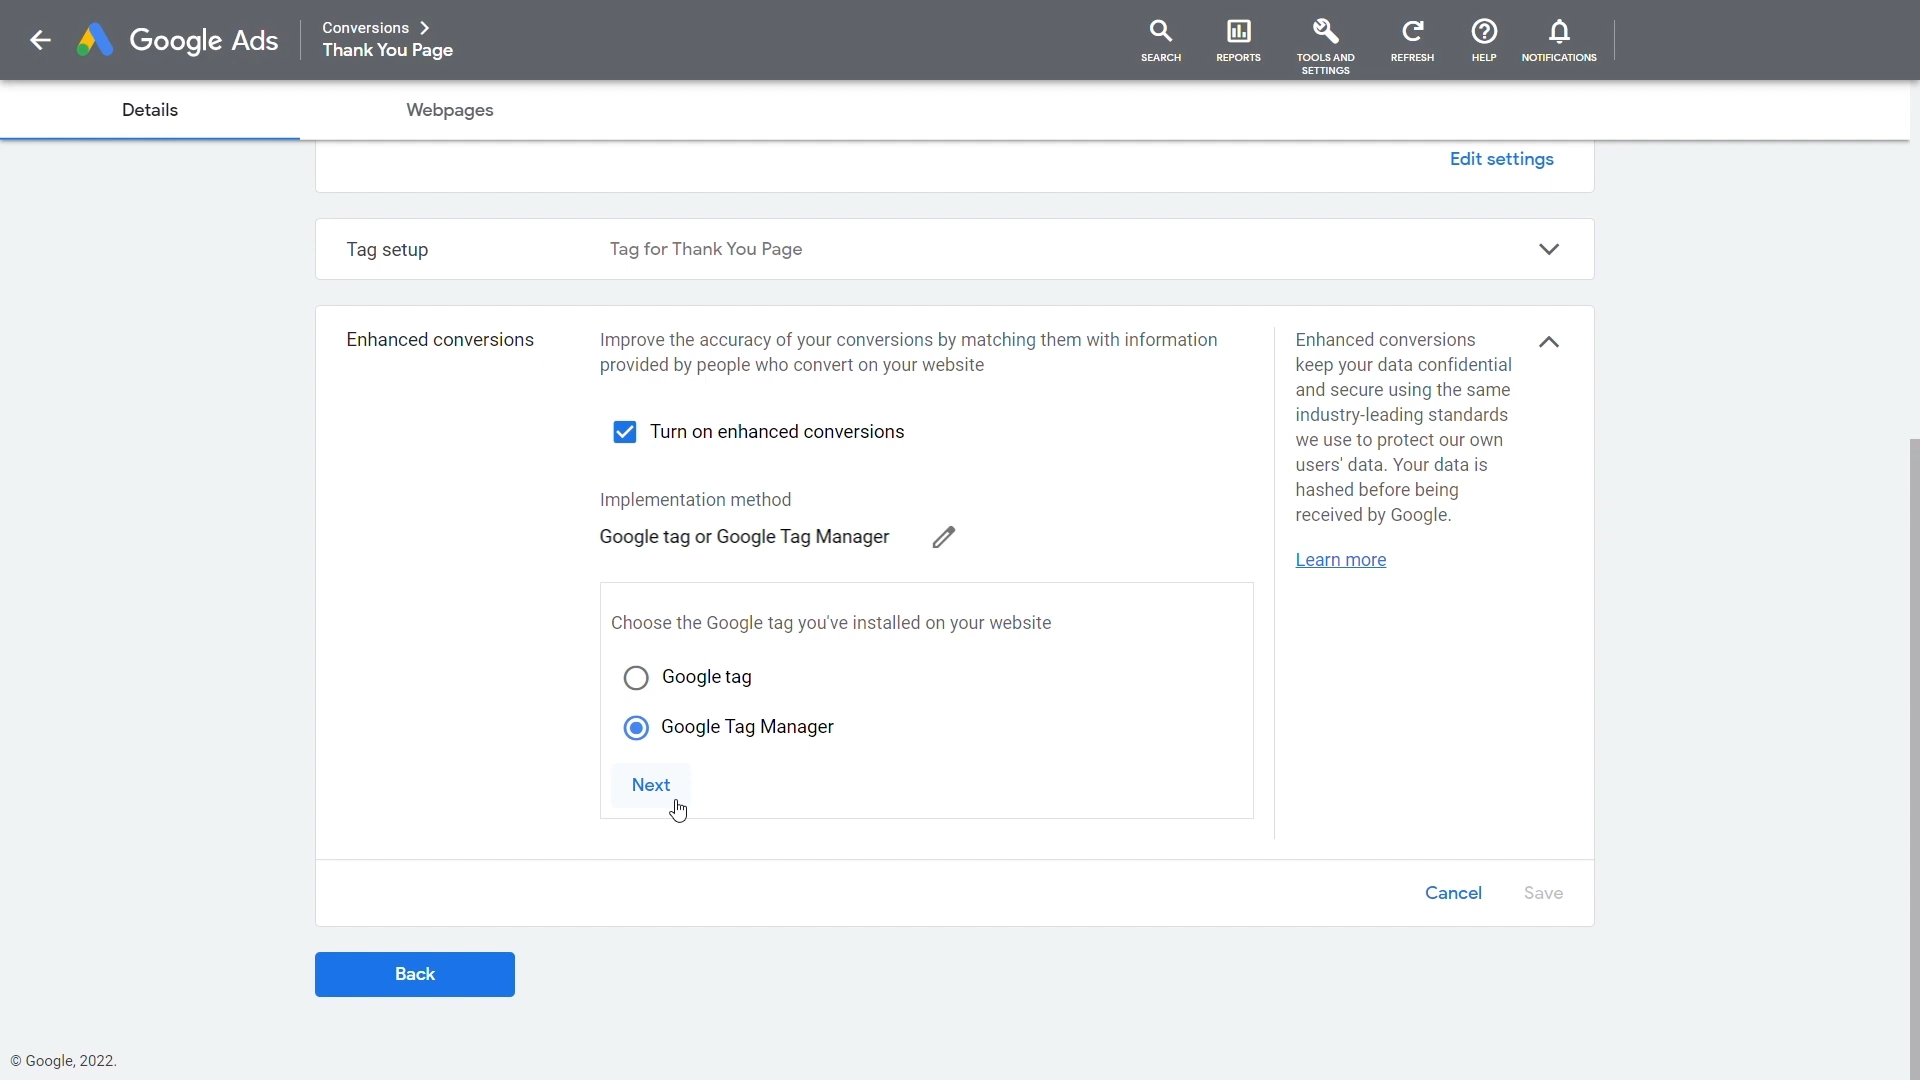 Google Ads
Conversions
Thank You Page
SEARCH
REPORTS
TOOLS AND
SETTINGS
REFRESH
HELP
NOTIFICATIONS
Details
Webpages
Edit settings
Tag setup
Tag for Thank You Page
Enhanced conversions
Improve the accuracy of your conversions by matching them with information
provided by people who convert on your website
Turn on enhanced conversions
Implementation method
Google tag or Google Tag Manager
Choose the Google tag you've installed on your website
Google tag
Google Tag Manager
Next
Enhanced conversions
keep your data confidential
and secure using the same
industry-leading standards
we use to protect our own
users' data. Your data is
hashed before being
received by Google.
Learn more
Cancel
Save
Back
© Google, 2022.